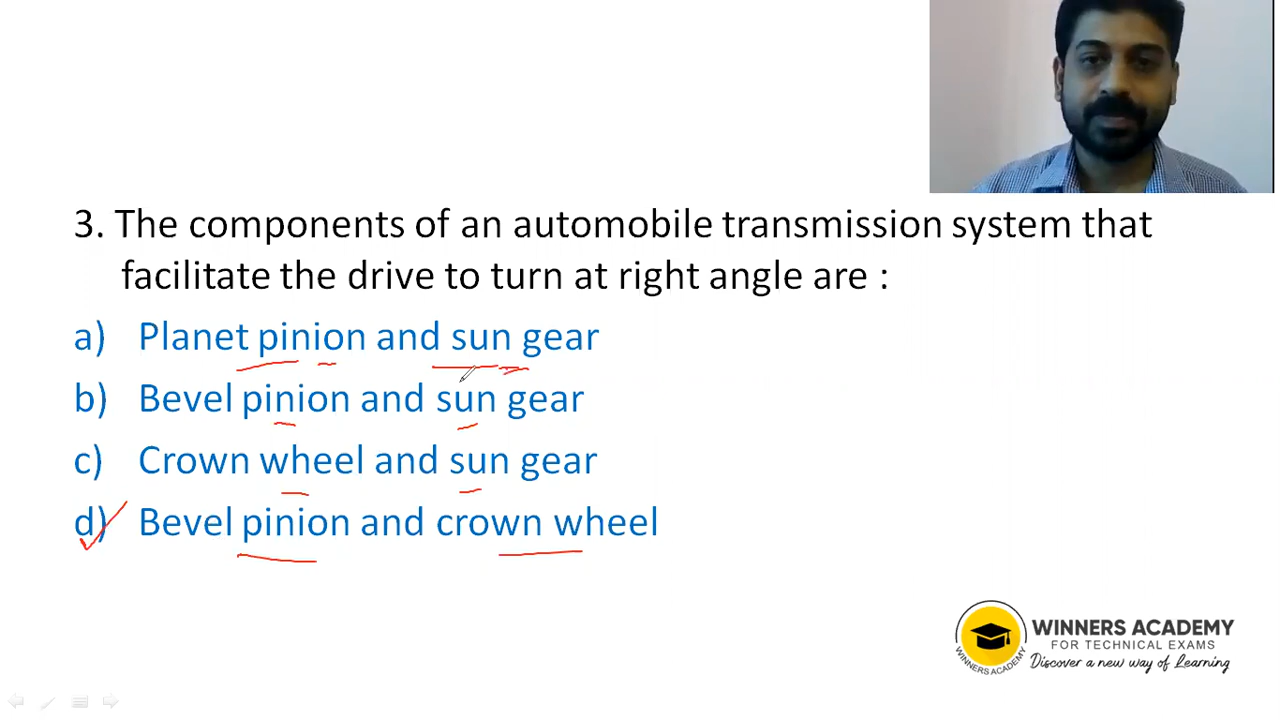 3. The components of an automobile transmission system that
facilitate the drive to turn at right angle are :
a) Planet pinion and sun gear
b) Bevel pinion and sun gear
c) Crown wheel and sun gear
d) Bevel pinion and crown wheel
WINNERS ACADEMY
FOR TECHNICAL EXAMS
Discover a new way of Learning
WINNERS ACADEMY